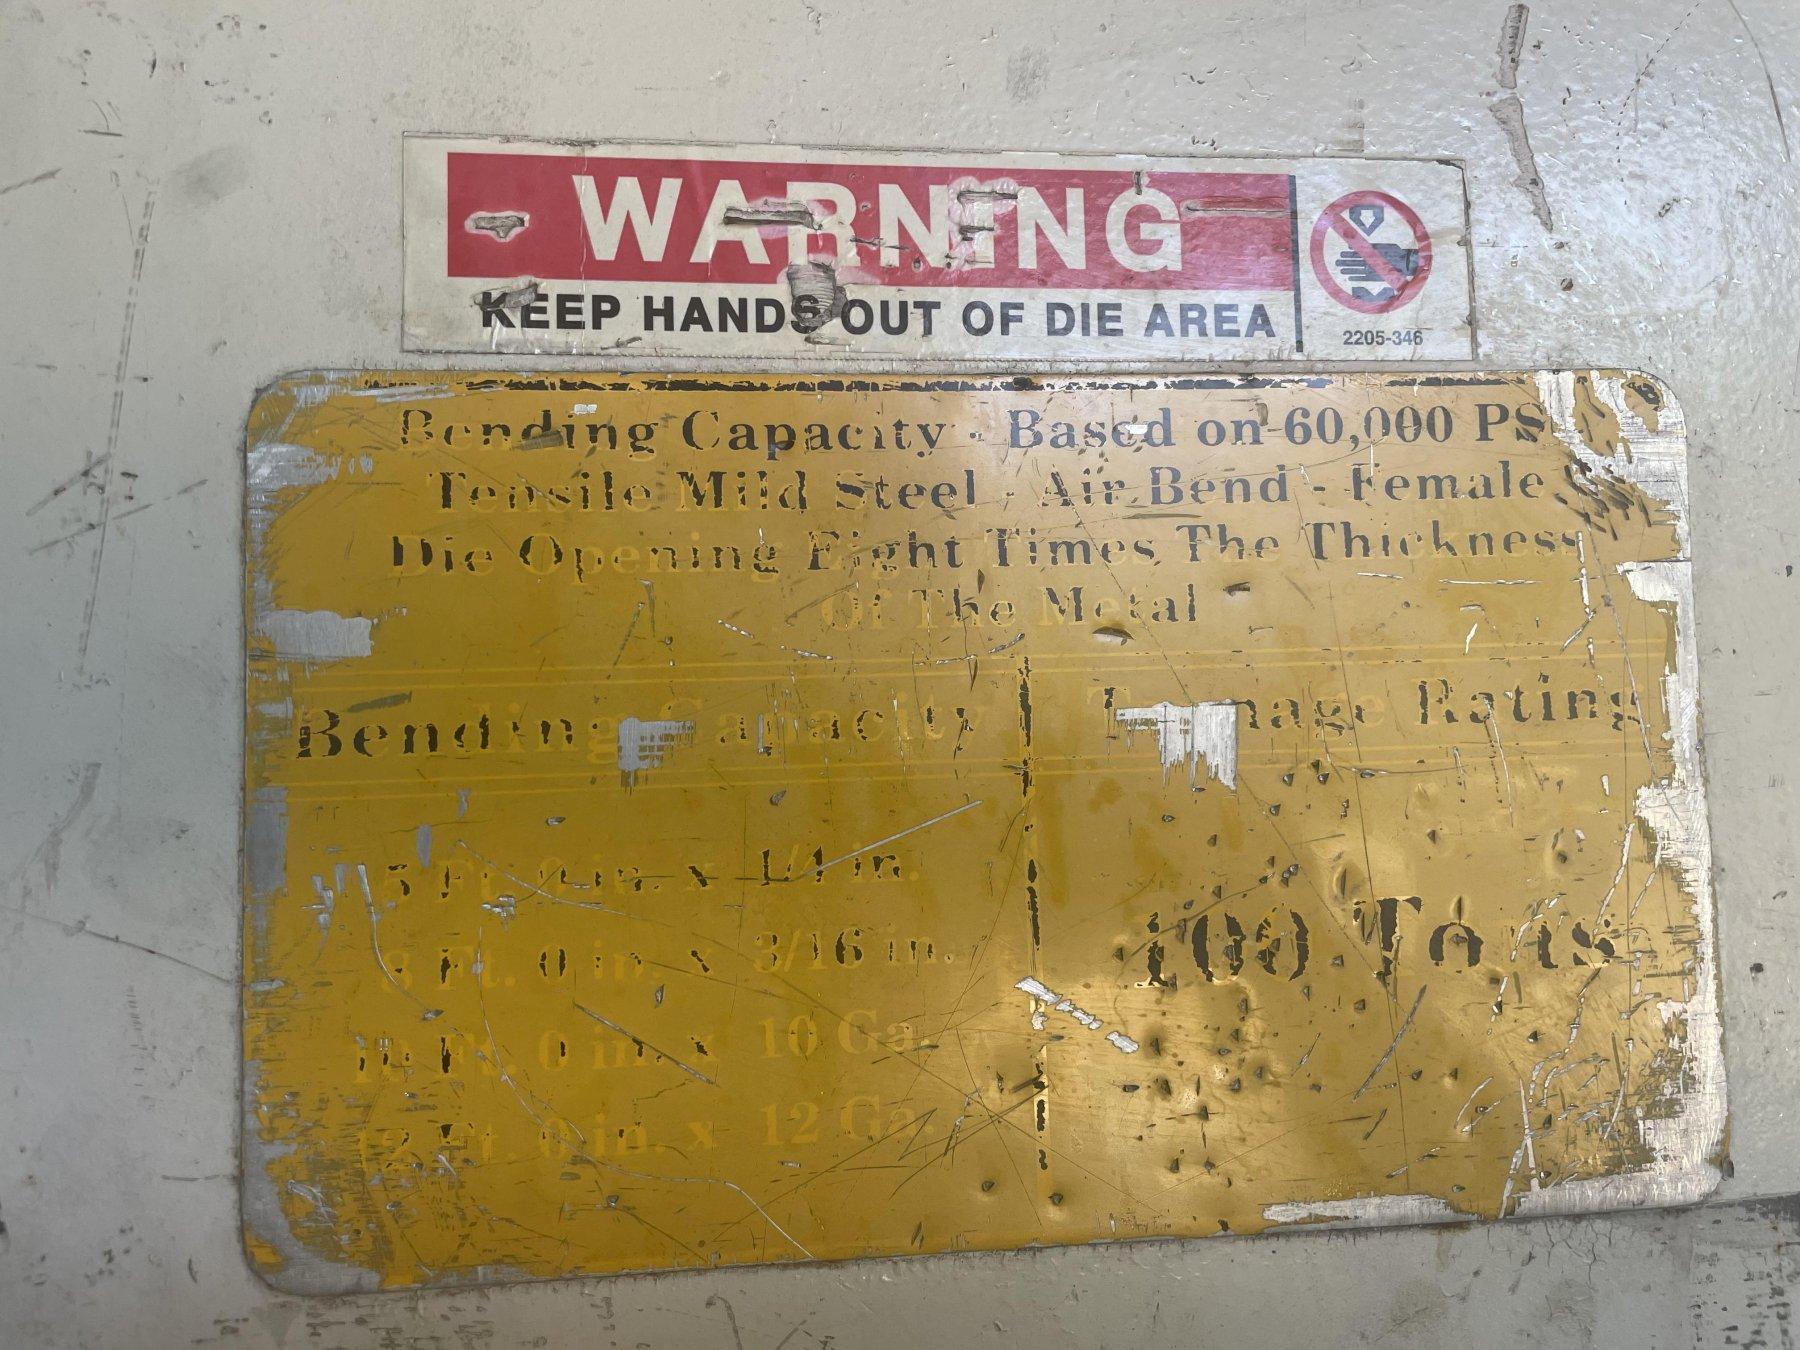 WARNING
KEEP HANDS OUT OF DIE AREA
2205-346
Bending Capacity - Based on 60,000 PS
Tensile Mild Steel - Air Bend - Female
Die Opening Eight Times The Thickness
Of The Metal
Bending Capacity
Tonnage Rating
Ft. 0 in. x 1/4 in.
8 Ft. 0 in. x 3/16 in.
Ft. 0 in. x 10 Ga.
12 Ft. 0 in. x 12 Ga.
100 Tons